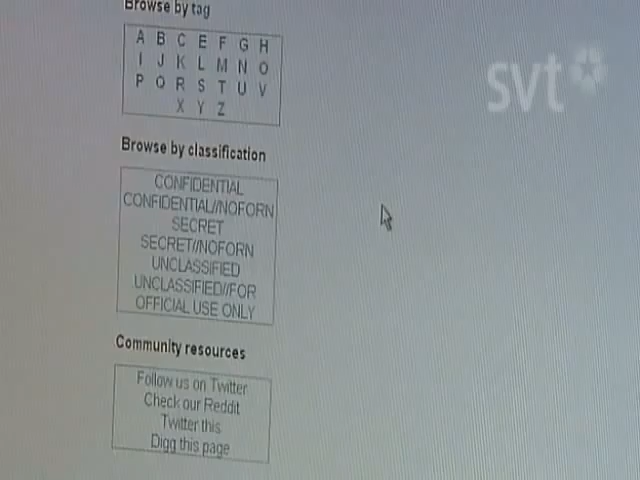 Browse by tag
A B C E F G H
I J K L M N O
P Q R S T U V
X Y Z
svt
Browse by classification
CONFIDENTIAL
CONFIDENTIAL//NOFORN
SECRET
SECRET//NOFORN
UNCLASSIFIED
UNCLASSIFIED//FOR
OFFICIAL USE ONLY
Community resources
Follow us on Twitter
Check our Reddit
Twitter this
Digg this page